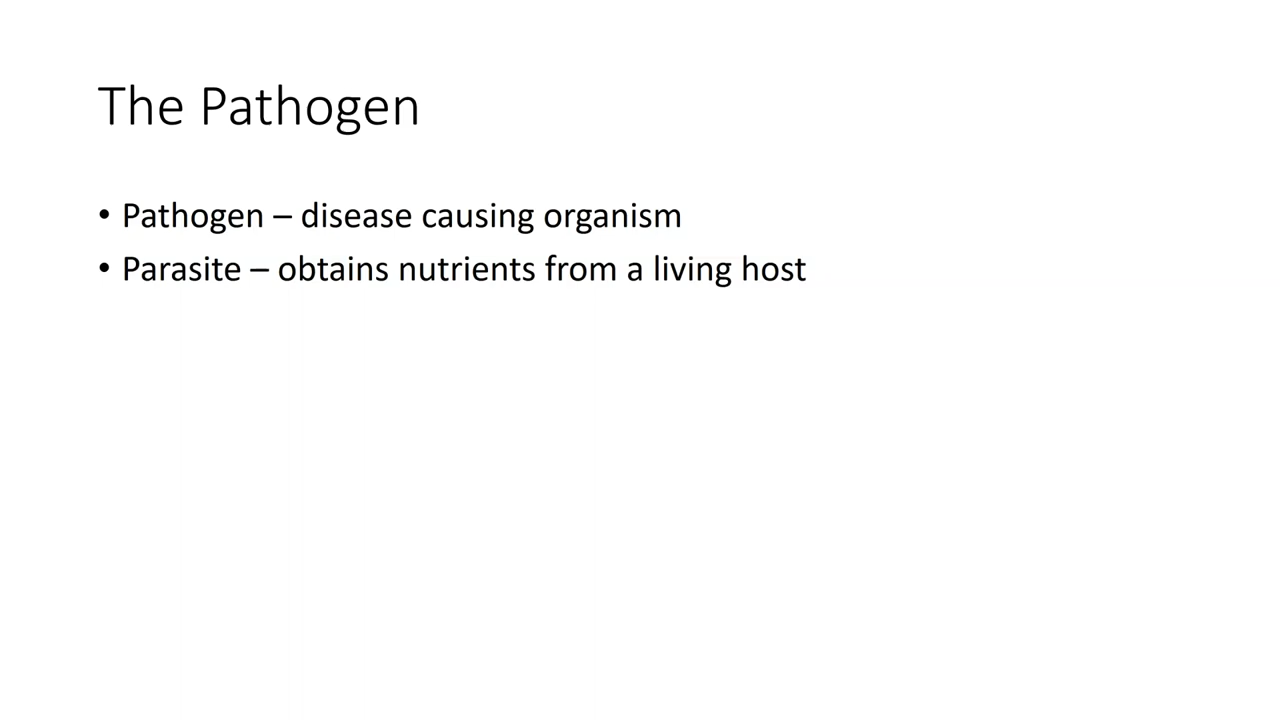 The Pathogen
• Pathogen – disease causing organism
• Parasite – obtains nutrients from a living host